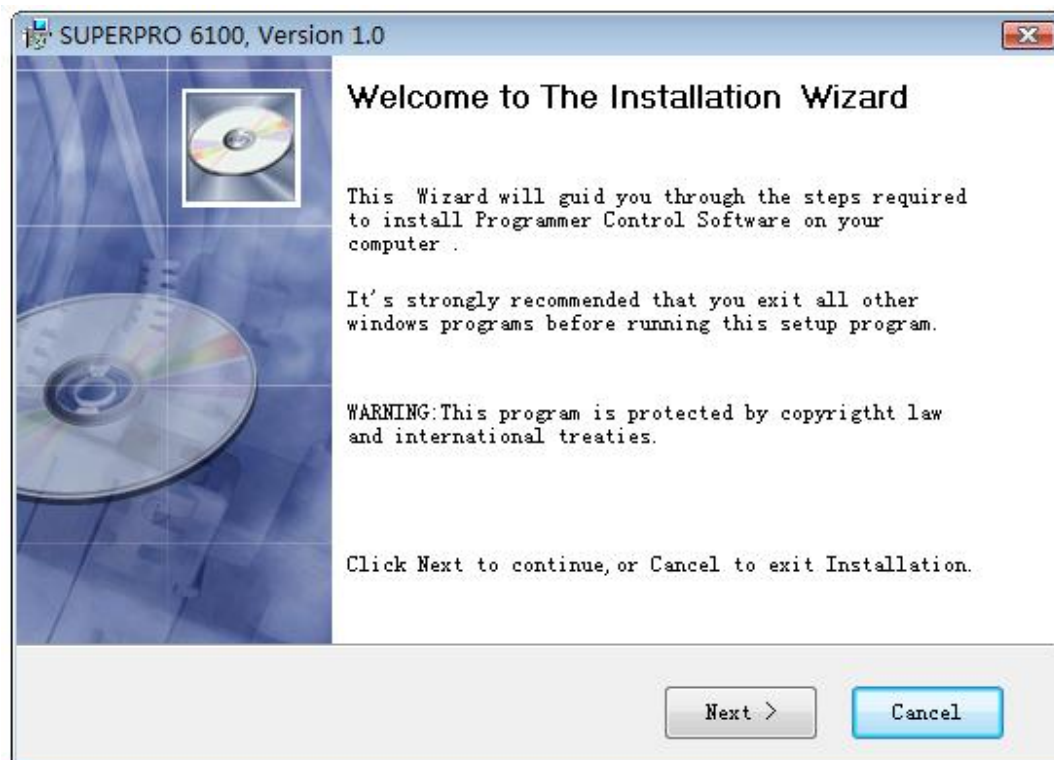 SUPERPRO 6100, Version 1.0
Welcome to The Installation  Wizard
This  Wizard will guid you through the steps required
to install Programmer Control Software on your
computer .
It's strongly recommended that you exit all other
windows programs before running this setup program.
WARNING:This program is protected by copyrigtht law
and international treaties.
Click Next to continue,or Cancel to exit Installation.
Next >
Cancel